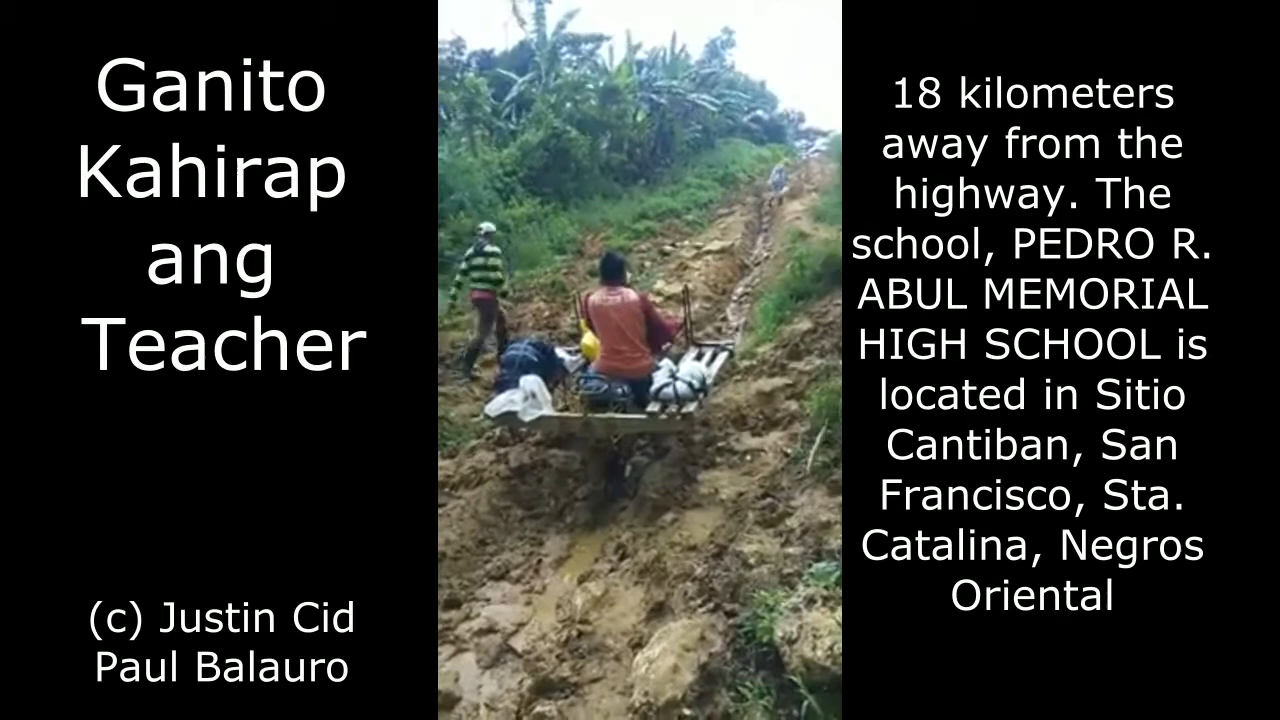 Ganito
Kahirap
ang
Teacher
(c) Justin Cid
Paul Balauro
18 kilometers
away from the
highway. The
school, PEDRO R.
ABUL MEMORIAL
HIGH SCHOOL is
located in Sitio
Cantiban, San
Francisco, Sta.
Catalina, Negros
Oriental